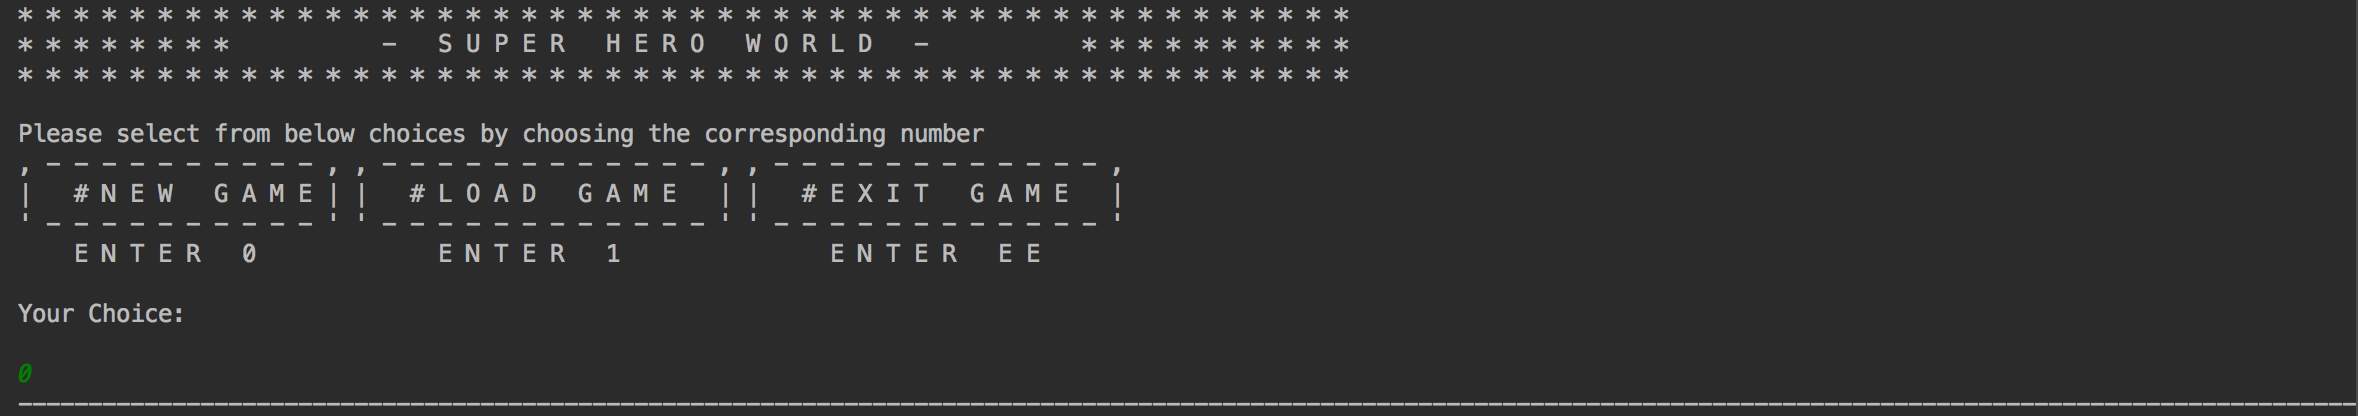 * * * * * * * * * * * * * * * * * * * * * * * * * * * * * * * * * * * * * * * * * * * * * * * *
* * * * * * * *           -   S U P E R   H E R O   W O R L D   -           * * * * * * * * * *
* * * * * * * * * * * * * * * * * * * * * * * * * * * * * * * * * * * * * * * * * * * * * * * *
Please select from below choices by choosing the corresponding number
, - - - - - - - - - - , , - - - - - - - - - - - - , , - - - - - - - - - - - - ,
|   # N E W   G A M E | |   # L O A D   G A M E   | |   # E X I T   G A M E   |
' - - - - - - - - - - ' ' - - - - - - - - - - - - ' ' - - - - - - - - - - - - '
    E N T E R   0             E N T E R   1               E N T E R   E E
Your Choice:
0